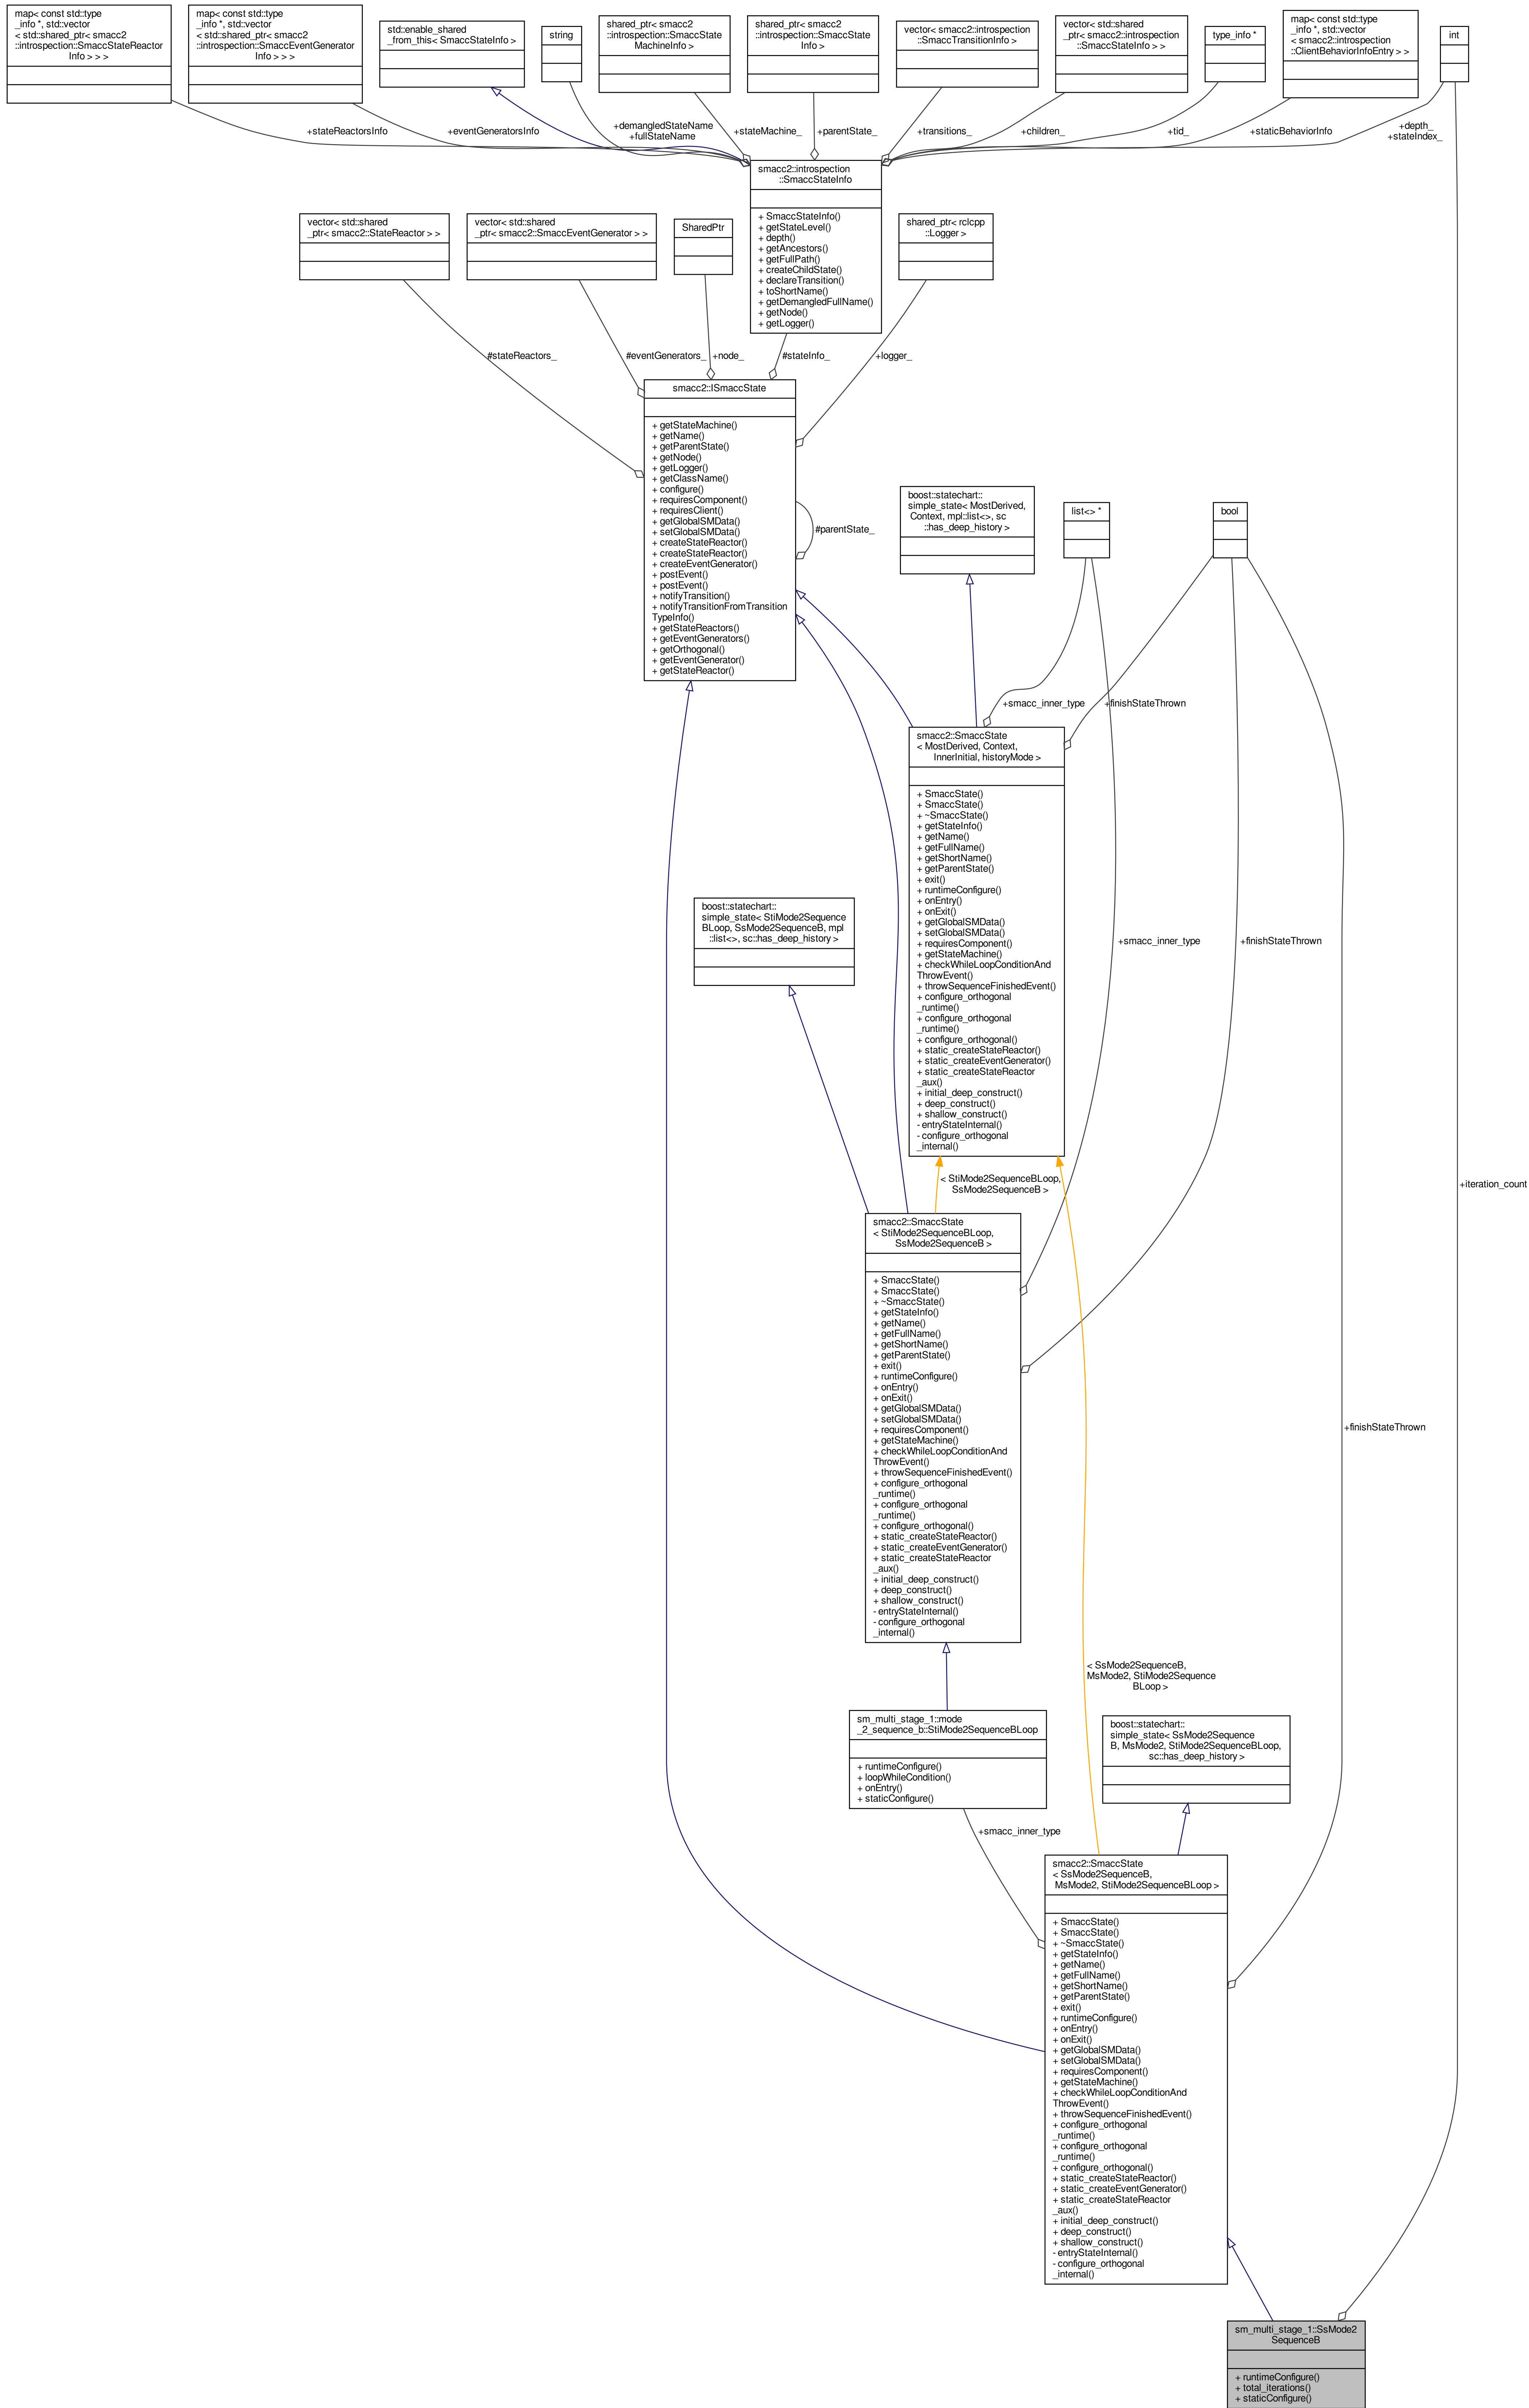 map< const std::type
_info *, std::vector
< std::shared_ptr< smacc2
::introspection::SmaccStateReactor
Info > > >
map< const std::type
_info *, std::vector
< std::shared_ptr< smacc2
::introspection::SmaccEventGenerator
Info > > >
std::enable_shared
_from_this< SmaccStateInfo >
string
shared_ptr< smacc2
::introspection::SmaccState
MachineInfo >
shared_ptr< smacc2
::introspection::SmaccState
Info >
vector< smacc2::introspection
::SmaccTransitionInfo >
vector< std::shared
_ptr< smacc2::introspection
::SmaccStateInfo > >
type_info *
map< const std::type
_info *, std::vector
< smacc2::introspection
::ClientBehaviorInfoEntry > >
int
+stateReactorsInfo
+eventGeneratorsInfo
+demangledStateName
+fullStateName
+stateMachine_
+parentState_
+transitions_
+children_
+tid_
+staticBehaviorInfo
+depth_
+stateIndex_
smacc2::introspection
::SmaccStateInfo
+ SmaccStateInfo()
+ getStateLevel()
+ depth()
+ getAncestors()
+ getFullPath()
+ createChildState()
+ declareTransition()
+ toShortName()
+ getDemangledFullName()
+ getNode()
+ getLogger()
vector< std::shared
_ptr< smacc2::StateReactor > >
vector< std::shared
_ptr< smacc2::SmaccEventGenerator > >
SharedPtr
shared_ptr< rclcpp
::Logger >
#stateReactors_
#eventGenerators_
+node_
#stateInfo_
+logger_
smacc2::ISmaccState
+ getStateMachine()
+ getName()
+ getParentState()
+ getNode()
+ getLogger()
+ getClassName()
+ configure()
+ requiresComponent()
+ requiresClient()
+ getGlobalSMData()
+ setGlobalSMData()
+ createStateReactor()
+ createStateReactor()
+ createEventGenerator()
+ postEvent()
+ postEvent()
+ notifyTransition()
+ notifyTransitionFromTransition
TypeInfo()
+ getStateReactors()
+ getEventGenerators()
+ getOrthogonal()
+ getEventGenerator()
+ getStateReactor()
#parentState_
boost::statechart::
simple_state< MostDerived,
Context, mpl::list<>, sc
::has_deep_history >
list<> *
bool
+smacc_inner_type
+finishStateThrown
smacc2::SmaccState
< MostDerived, Context,
InnerInitial, historyMode >
+ SmaccState()
+ SmaccState()
+ ~SmaccState()
+ getStateInfo()
+ getName()
+ getFullName()
+ getShortName()
+ getParentState()
+ exit()
+ runtimeConfigure()
+ onEntry()
+ onExit()
+ getGlobalSMData()
+ setGlobalSMData()
+ requiresComponent()
+ getStateMachine()
+ checkWhileLoopConditionAnd
ThrowEvent()
+ throwSequenceFinishedEvent()
+ configure_orthogonal
_runtime()
+ configure_orthogonal
_runtime()
+ configure_orthogonal()
+ static_createStateReactor()
+ static_createEventGenerator()
+ static_createStateReactor
_aux()
+ initial_deep_construct()
+ deep_construct()
+ shallow_construct()
- entryStateInternal()
- configure_orthogonal
_internal()
boost::statechart::
simple_state< StiMode2Sequence
BLoop, SsMode2SequenceB, mpl
::list<>, sc::has_deep_history >
+smacc_inner_type
+finishStateThrown
< StiMode2SequenceBLoop,
SsMode2SequenceB >
+iteration_count
smacc2::SmaccState
< StiMode2SequenceBLoop,
SsMode2SequenceB >
+ SmaccState()
+ SmaccState()
+ ~SmaccState()
+ getStateInfo()
+ getName()
+ getFullName()
+ getShortName()
+ getParentState()
+ exit()
+ runtimeConfigure()
+ onEntry()
+ onExit()
+ getGlobalSMData()
+ setGlobalSMData()
+ requiresComponent()
+ getStateMachine()
+ checkWhileLoopConditionAnd
ThrowEvent()
+ throwSequenceFinishedEvent()
+ configure_orthogonal
_runtime()
+ configure_orthogonal
_runtime()
+ configure_orthogonal()
+ static_createStateReactor()
+ static_createEventGenerator()
+ static_createStateReactor
_aux()
+ initial_deep_construct()
+ deep_construct()
+ shallow_construct()
- entryStateInternal()
- configure_orthogonal
_internal()
+finishStateThrown
< SsMode2SequenceB,
MsMode2, StiMode2Sequence
BLoop >
sm_multi_stage_1::mode
_2_sequence_b::StiMode2SequenceBLoop
+ runtimeConfigure()
+ loopWhileCondition()
+ onEntry()
+ staticConfigure()
boost::statechart::
simple_state< SsMode2Sequence
B, MsMode2, StiMode2SequenceBLoop,
sc::has_deep_history >
+smacc_inner_type
smacc2::SmaccState
< SsMode2SequenceB,
MsMode2, StiMode2SequenceBLoop >
+ SmaccState()
+ SmaccState()
+ ~SmaccState()
+ getStateInfo()
+ getName()
+ getFullName()
+ getShortName()
+ getParentState()
+ exit()
+ runtimeConfigure()
+ onEntry()
+ onExit()
+ getGlobalSMData()
+ setGlobalSMData()
+ requiresComponent()
+ getStateMachine()
+ checkWhileLoopConditionAnd
ThrowEvent()
+ throwSequenceFinishedEvent()
+ configure_orthogonal
_runtime()
+ configure_orthogonal
_runtime()
+ configure_orthogonal()
+ static_createStateReactor()
+ static_createEventGenerator()
+ static_createStateReactor
_aux()
+ initial_deep_construct()
+ deep_construct()
+ shallow_construct()
- entryStateInternal()
- configure_orthogonal
_internal()
sm_multi_stage_1::SsMode2
SequenceB
+ runtimeConfigure()
+ total_iterations()
+ staticConfigure()